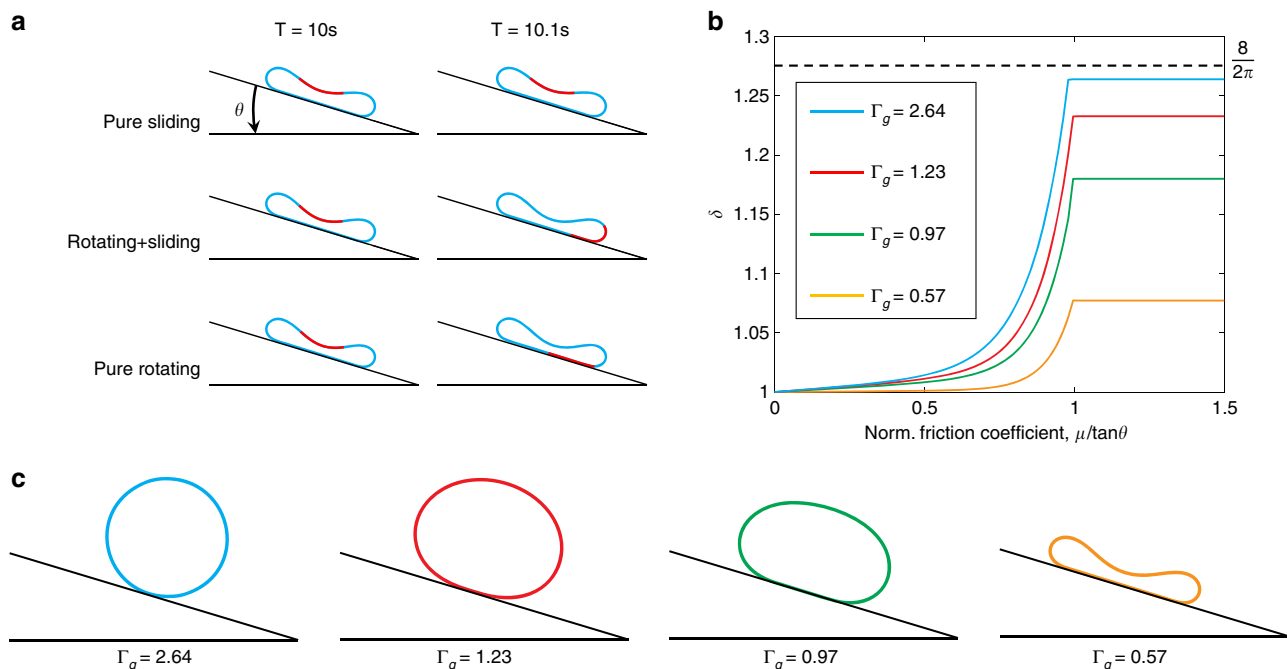 a
T = 10s
T = 10.1s
θ
Pure sliding
Rotating+sliding
Pure rotating
b
1.3
1.25
1.2
1.15
1.1
1.05
1
δ
8
2π
Γg = 2.64
Γg = 1.23
Γg = 0.97
Γg = 0.57
0
0.5
1
1.5
Norm. friction coefficient, μ/tanθ
c
Γg = 2.64
Γg = 1.23
Γg = 0.97
Γg = 0.57